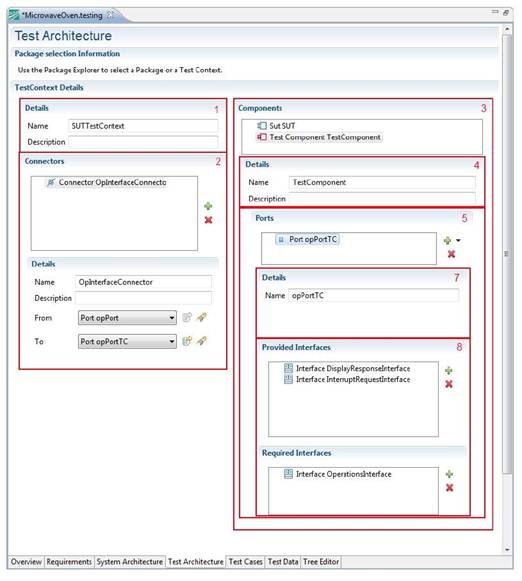 *MicrowaveOven.testing
Test Architecture
Package selection Information
Use the Package Explorer to select a Package or a Test Context.
TestContext Details
Details
1
Name
SUTTestContext
Description
Connectors
2
Connector OpInterfaceConnecto
Details
Name
OpInterfaceConnector
Description
From
Port opPort
To
Port opPortTC
Components
3
Sut SUT
Test Component TestComponent
Details
4
Name
TestComponent
Description
Ports
5
Port opPortTC
Details
7
Name
opPortTC
Provided Interfaces
8
Interface DisplayResponseInterface
Interface InterruptRequestInterface
Required Interfaces
Interface OperationsInterface
Overview Requirements System Architecture Test Architecture Test Cases Test Data Tree Editor